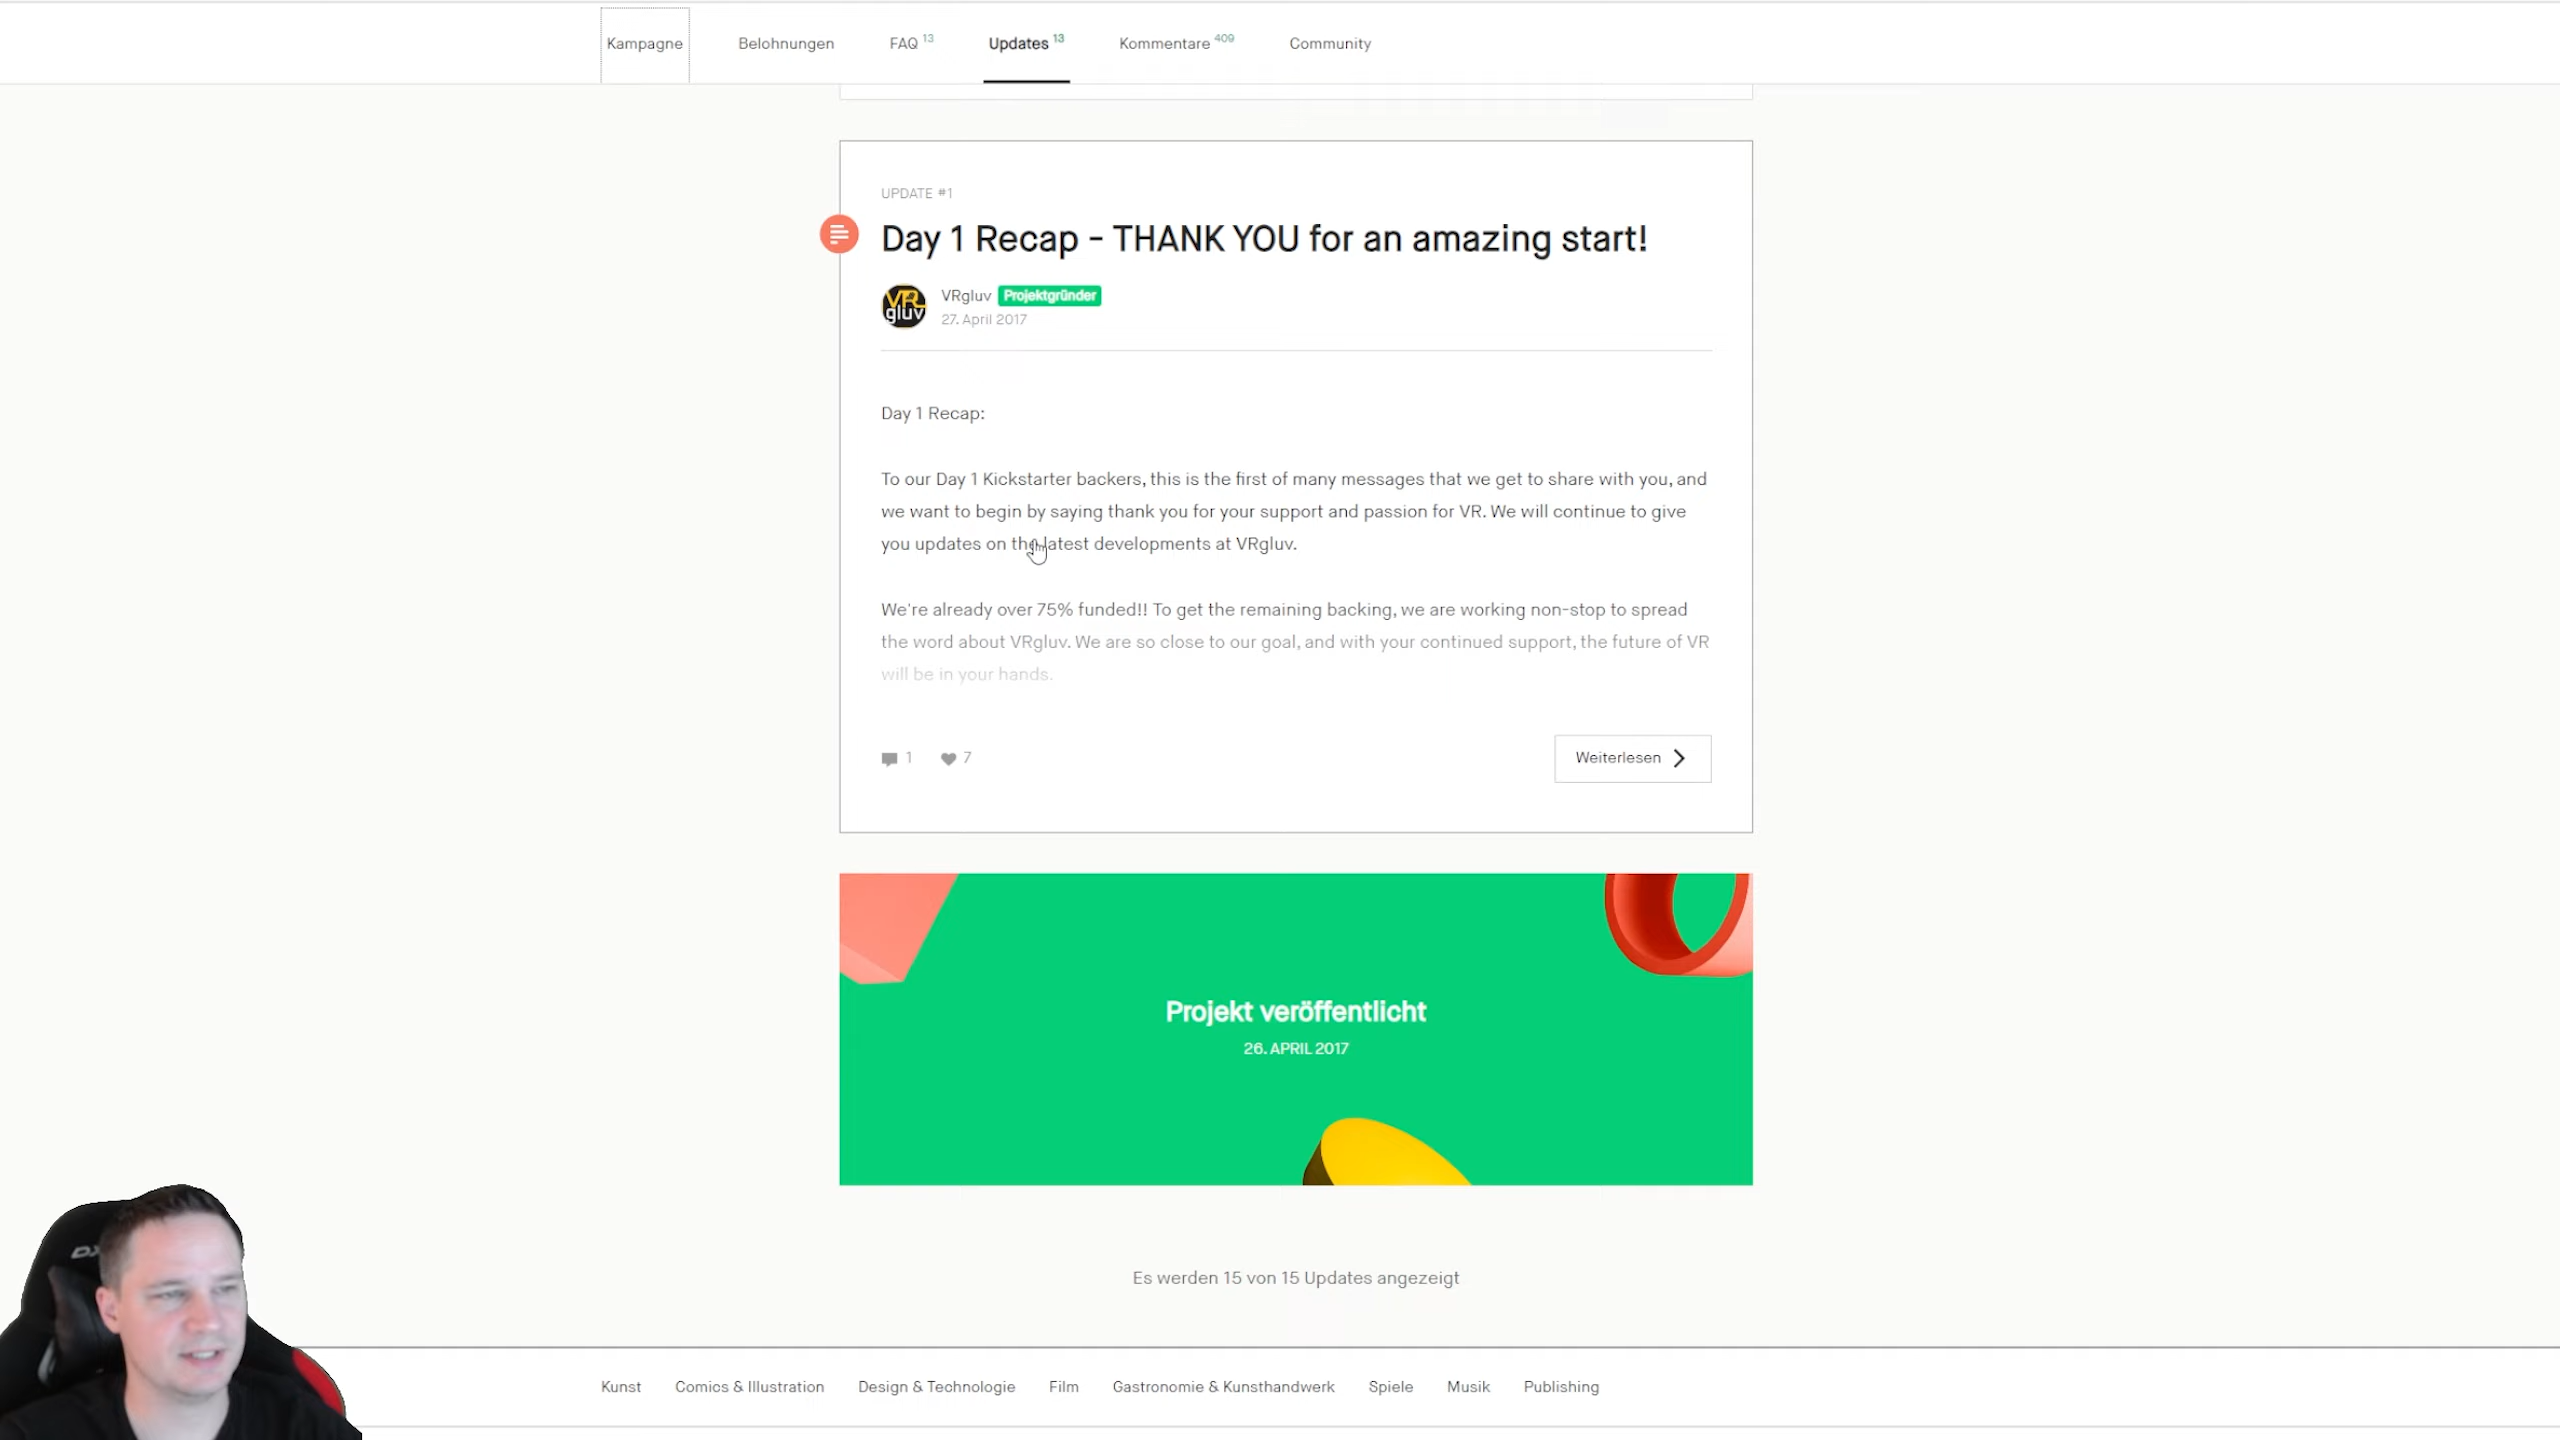 Kampagne
Belohnungen
FAQ 13
Updates 13
Kommentare 409
Community
UPDATE #1
Day 1 Recap - THANK YOU for an amazing start!
VR
gluv
VRgluv Projektgründer
27. April 2017
Day 1 Recap:
To our Day 1 Kickstarter backers, this is the first of many messages that we get to share with you, and
we want to begin by saying thank you for your support and passion for VR. We will continue to give
you updates on the latest developments at VRgluv.
We're already over 75% funded!! To get the remaining backing, we are working non-stop to spread
the word about VRgluv. We are so close to our goal, and with your continued support, the future of VR
will be in your hands.
1
7
Weiterlesen
Projekt veröffentlicht
26. APRIL 2017
Es werden 15 von 15 Updates angezeigt
Kunst
Comics & Illustration
Design & Technologie
Film
Gastronomie & Kunsthandwerk
Spiele
Musik
Publishing